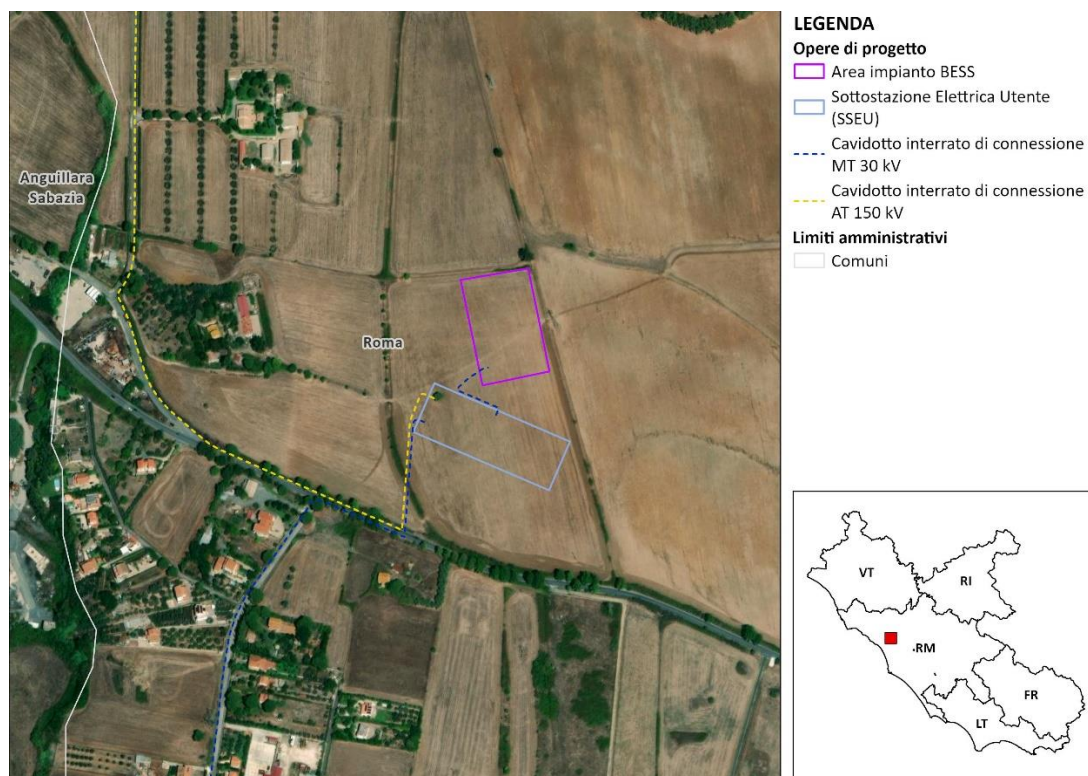 Anguillara
Sabazia
Roma
LEGENDA
Opere di progetto
Area impianto BESS
Sottostazione Elettrica Utente
(SSEU)
Cavidotto interrato di connessione
MT 30 kV
Cavidotto interrato di connessione
AT 150 kV
Limiti amministrativi
Comuni
VT
RI
RM
FR
LT